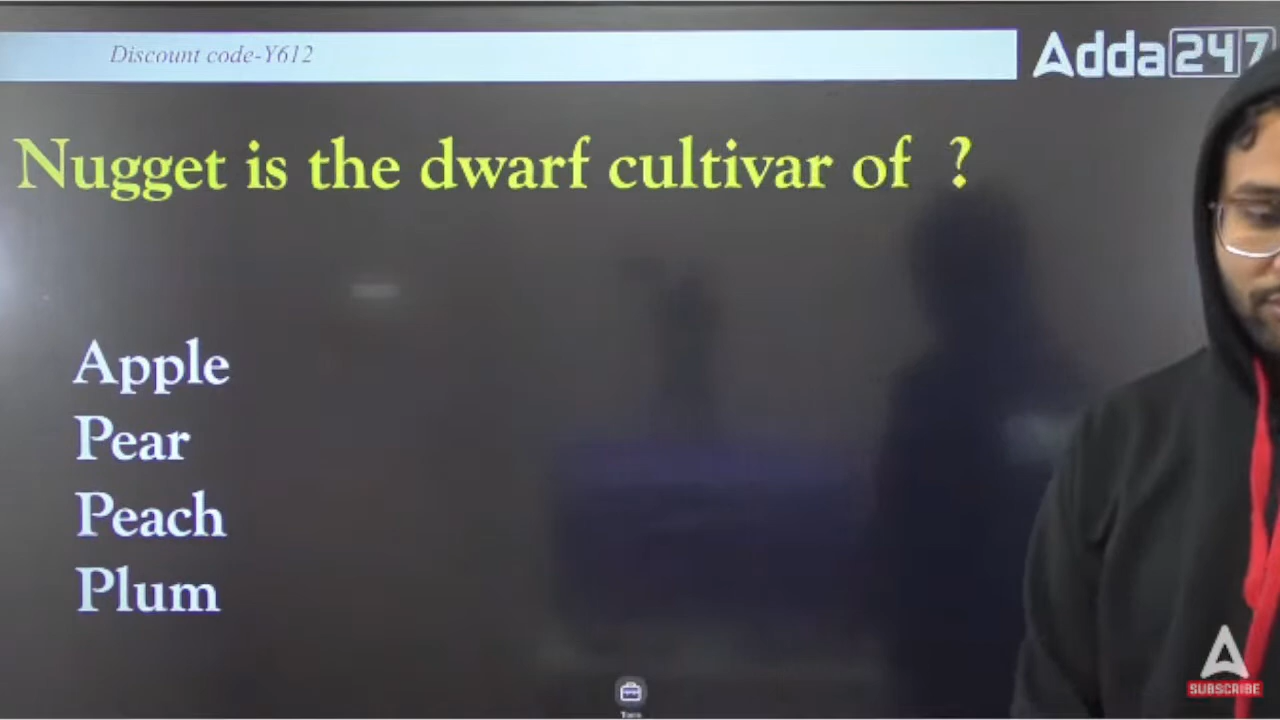 Discount code-Y612
Adda247
Nugget is the dwarf cultivar of ?
Apple
Pear
Peach
Plum
SUBSCRIBE